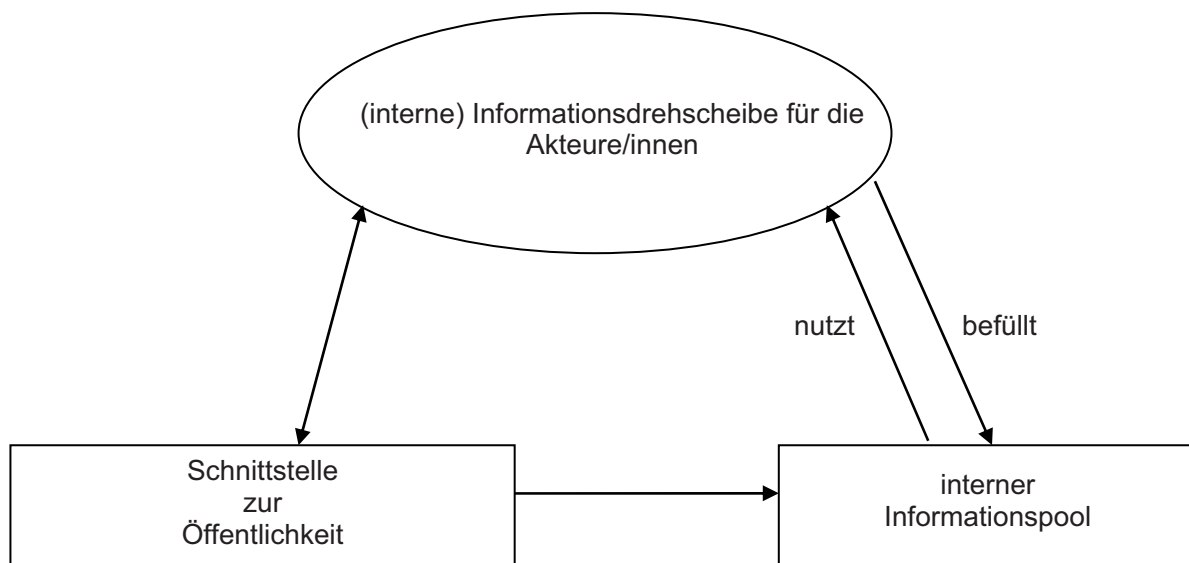 (interne) Informationsdrehscheibe für die
Akteure/innen
nutzt
befüllt
Schnittstelle
zur
Öffentlichkeit
interner
Informationspool